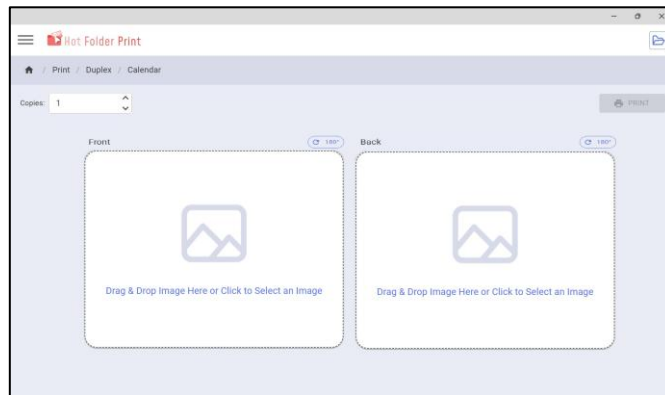 Hot Folder Print
/ Print / Duplex / Calendar
Copies: 1
PRINT
Front
180°
Back
180°
Drag & Drop Image Here or Click to Select an Image
Drag & Drop Image Here or Click to Select an Image